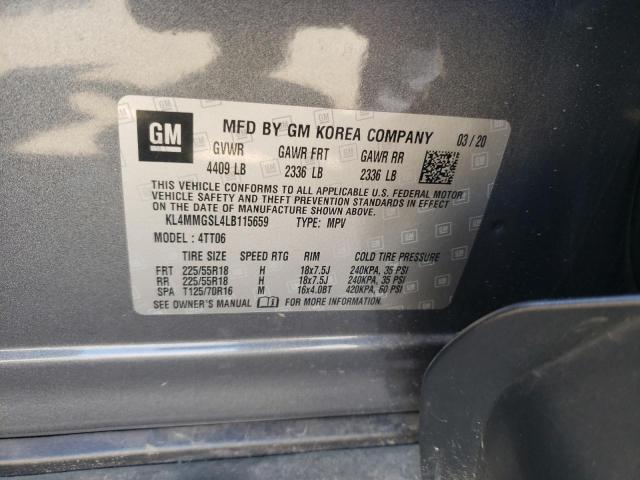 GM MFD BY GM KOREA COMPANY 03/20
GVWR GAWR FRT GAWR RR
4409 LB 2336 LB 2336 LB
THIS VEHICLE CONFORMS TO ALL APPLICABLE U.S. FEDERAL MOTOR
VEHICLE SAFETY AND THEFT PREVENTION STANDARDS IN EFFECT
ON THE DATE OF MANUFACTURE SHOWN ABOVE.
KL4MMGSL4LB115659 TYPE: MPV
MODEL: 4TT06
TIRE SIZE SPEED RTG RIM COLD TIRE PRESSURE
FRT 225/55R18 H 18x7.5J 240KPA, 35 PSI
RR 225/55R18 H 18x7.5J 240KPA, 35 PSI
SPA T125/70R16 M 16x4.0BT 420KPA, 60 PSI
SEE OWNER'S MANUAL FOR MORE INFORMATION.